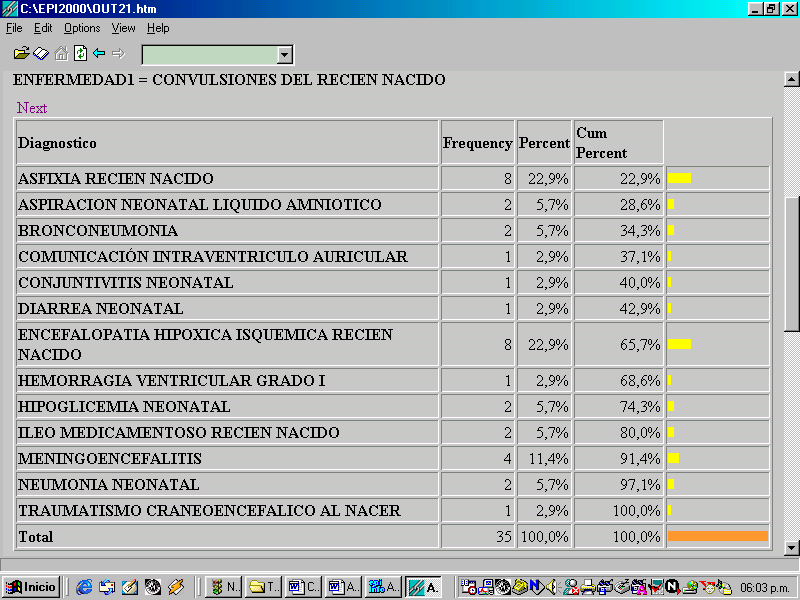 C:\EPI2000\OUT21.htm
File Edit Options View Help
ENFERMEDAD1 = CONVULSIONES DEL RECIEN NACIDO
Next
Diagnostico Frequency Percent Cum Percent
ASFIXIA RECIEN NACIDO 8 22,9% 22,9%
ASPIRACION NEONATAL LIQUIDO AMNIOTICO 2 5,7% 28,6%
BRONCONEUMONIA 2 5,7% 34,3%
COMUNICACIÓN INTRAVENTRICULO AURICULAR 1 2,9% 37,1%
CONJUNTIVITIS NEONATAL 1 2,9% 40,0%
DIARREA NEONATAL 1 2,9% 42,9%
ENCEFALOPATIA HIPOXICA ISQUEMICA RECIEN
NACIDO 8 22,9% 65,7%
HEMORRAGIA VENTRICULAR GRADO I 1 2,9% 68,6%
HIPOGLICEMIA NEONATAL 2 5,7% 74,3%
ILEO MEDICAMENTOSO RECIEN NACIDO 2 5,7% 80,0%
MENINGOENCEFALITIS 4 11,4% 91,4%
NEUMONIA NEONATAL 2 5,7% 97,1%
TRAUMATISMO CRANEOENCEFALICO AL NACER 1 2,9% 100,0%
Total 35 100,0% 100,0%
Inicio N.. T.. C.. A.. A.. A. 06:03 p.m.